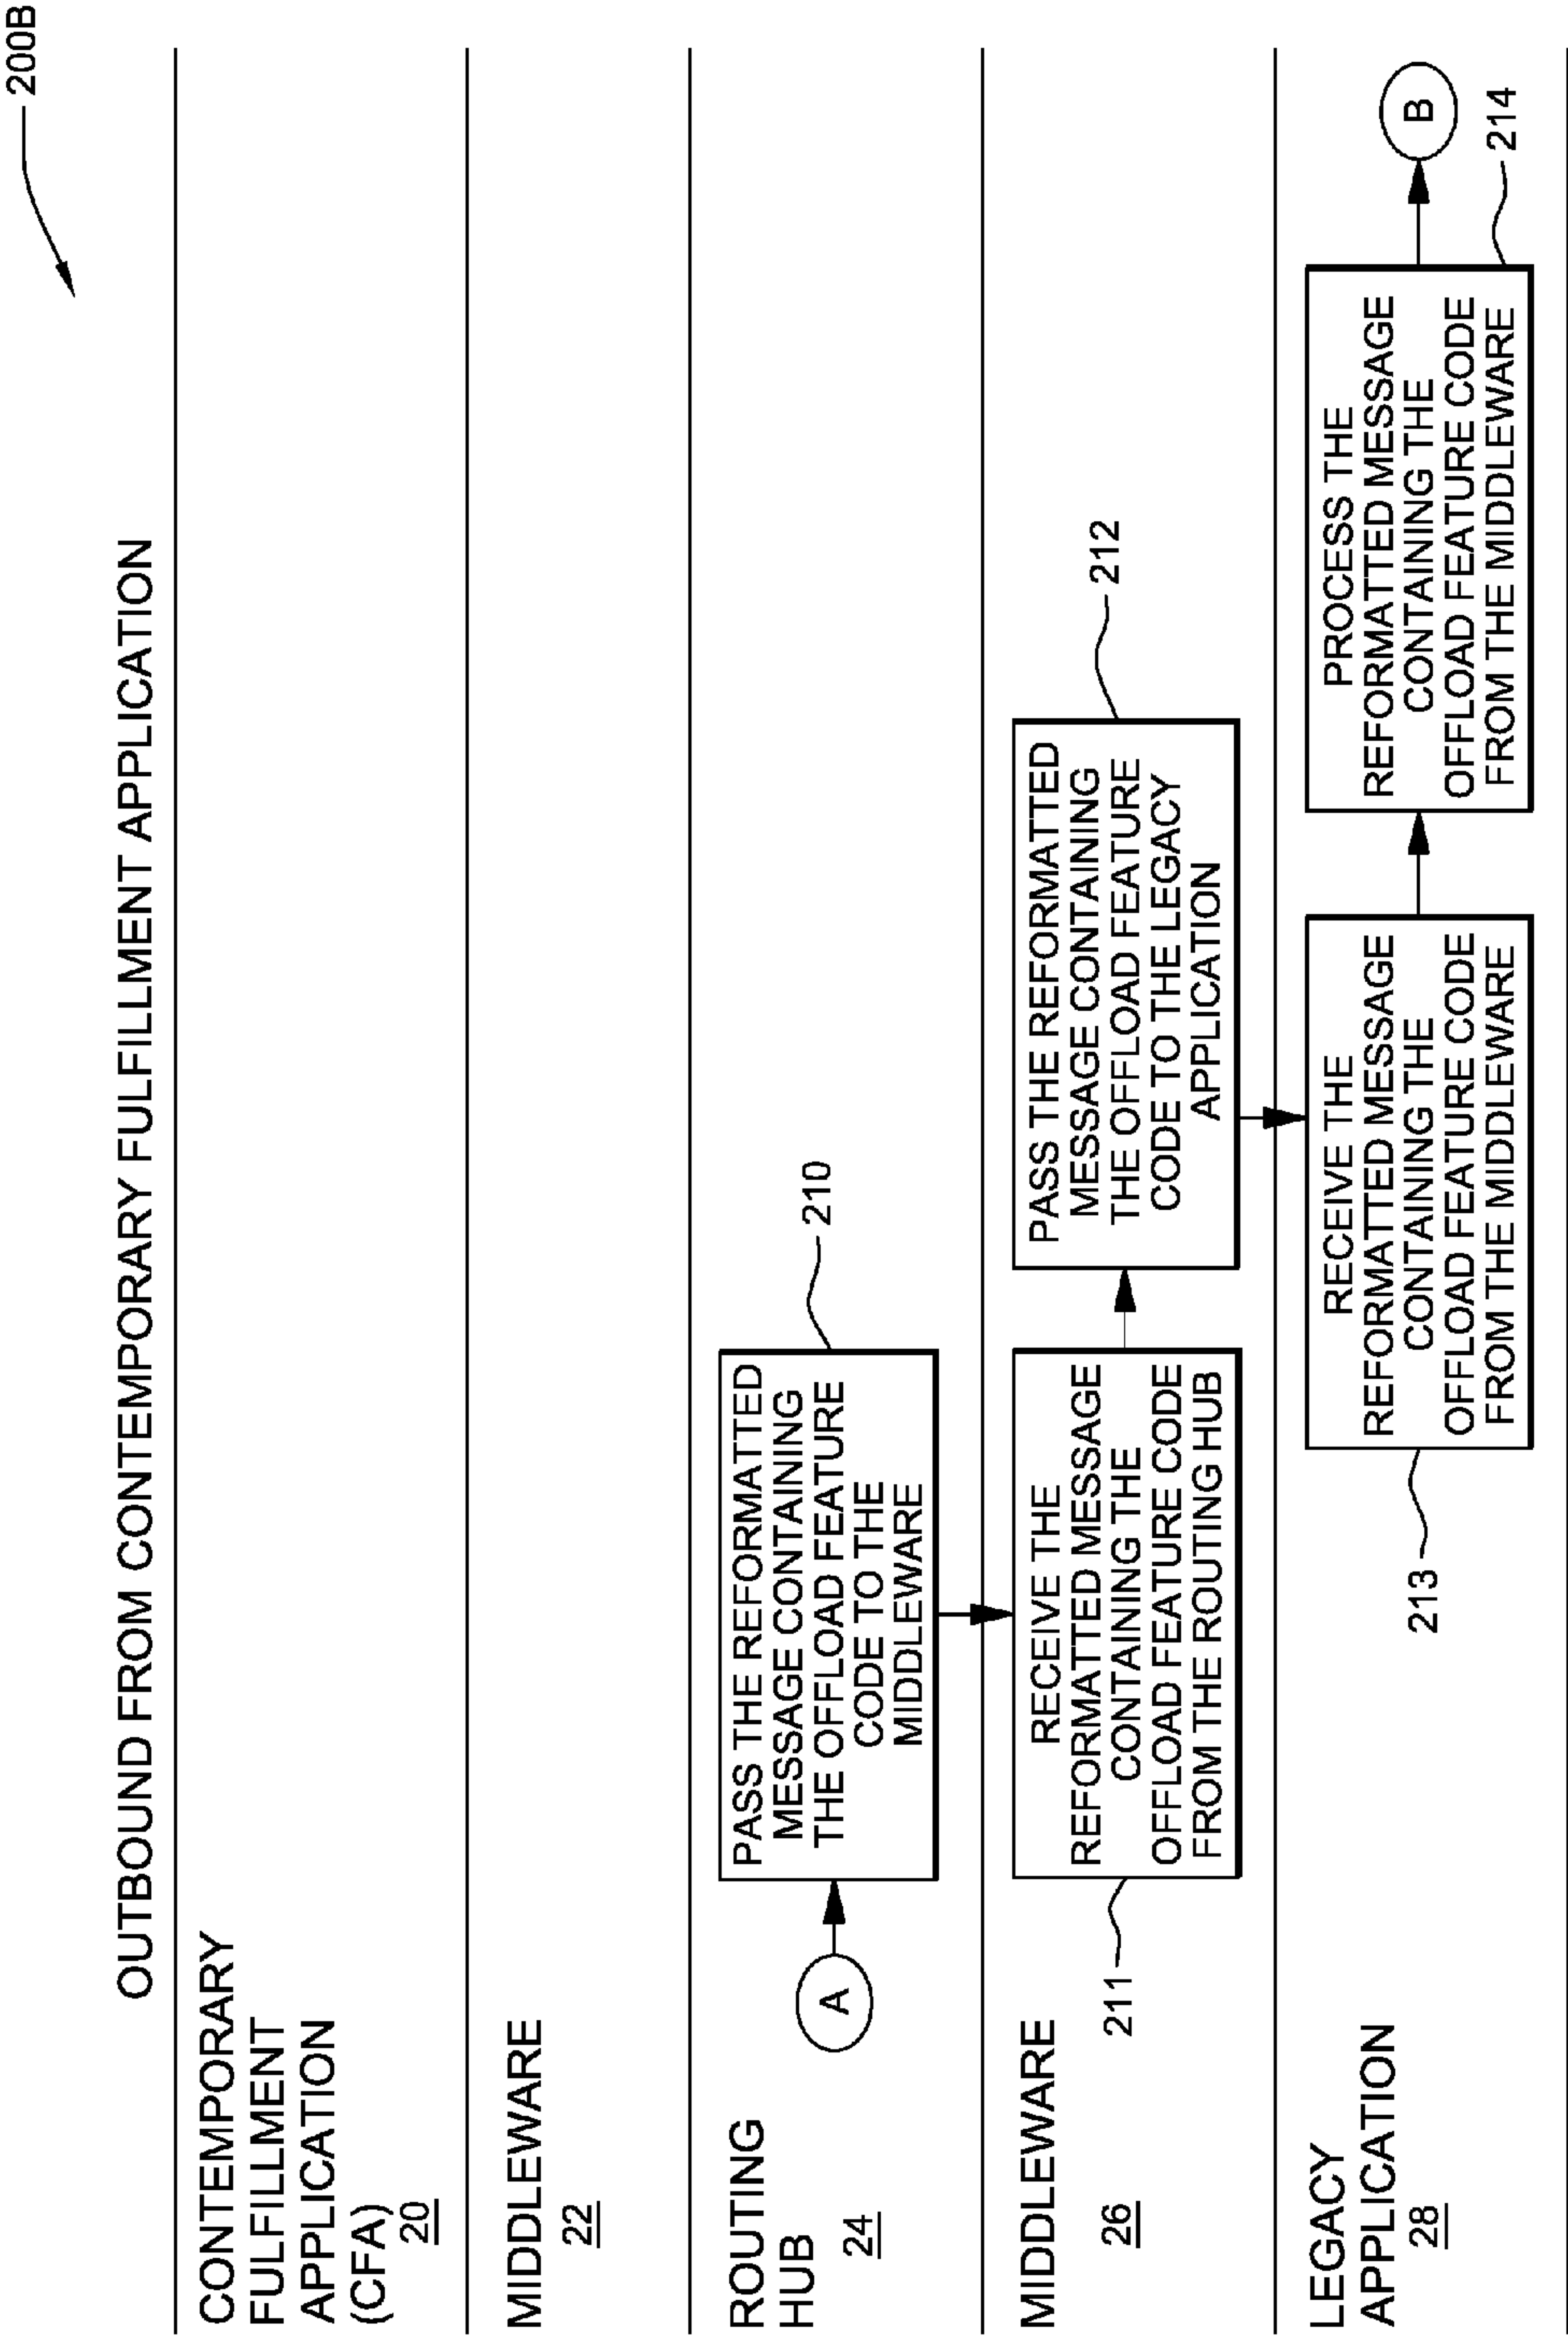 200B
OUTBOUND FROM CONTEMPORARY FULFILLMENT APPLICATION
CONTEMPORARY
FULFILLMENT
APPLICATION
(CFA)
20
MIDDLEWARE
22
ROUTING
HUB
24
A
PASS THE REFORMATTED
MESSAGE CONTAINING
THE OFFLOAD FEATURE
CODE TO THE
MIDDLEWARE
210
MIDDLEWARE
26
211
RECEIVE THE
REFORMATTED MESSAGE
CONTAINING THE
OFFLOAD FEATURE CODE
FROM THE ROUTING HUB
PASS THE REFORMATTED
MESSAGE CONTAINING
THE OFFLOAD FEATURE
CODE TO THE LEGACY
APPLICATION
212
LEGACY
APPLICATION
28
213
RECEIVE THE
REFORMATTED MESSAGE
CONTAINING THE
OFFLOAD FEATURE CODE
FROM THE MIDDLEWARE
PROCESS THE
REFORMATTED MESSAGE
CONTAINING THE
OFFLOAD FEATURE CODE
FROM THE MIDDLEWARE
214
B